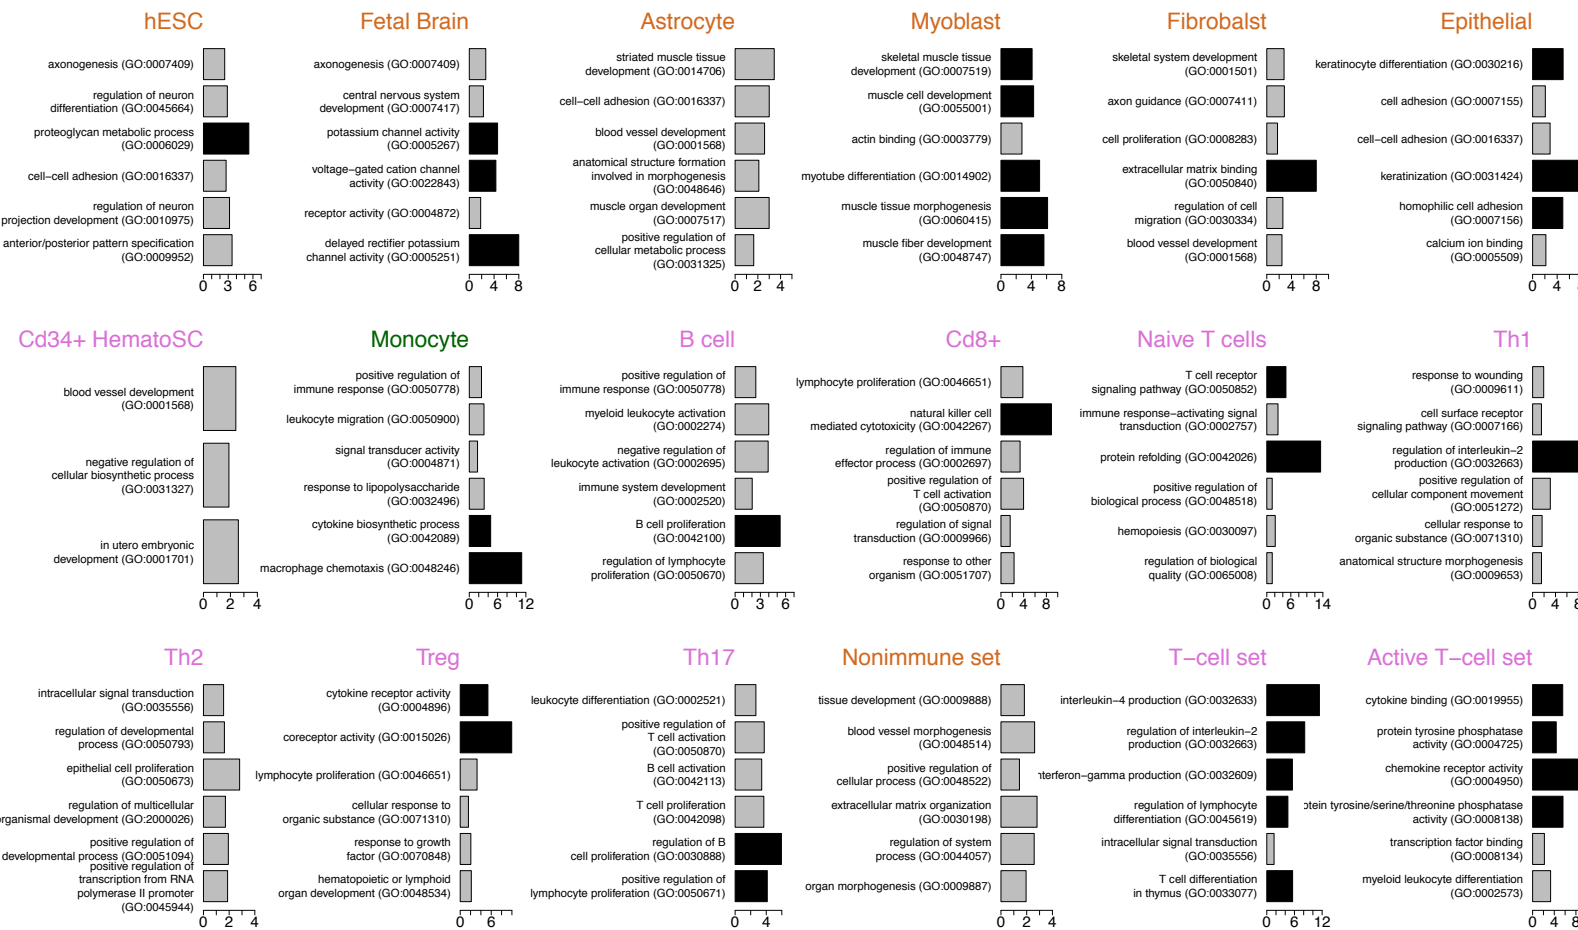 hESC
axonogenesis (GO:0007409)
regulation of neuron
differentiation (GO:0045664)
proteoglycan metabolic process
(GO:0006029)
cell−cell adhesion (GO:0016337)
regulation of neuron
projection development (GO:0010975)
anterior/posterior pattern specification
(GO:0009952)
0 3 6
Fetal Brain
axonogenesis (GO:0007409)
central nervous system
development (GO:0007417)
potassium channel activity
(GO:0005267)
voltage−gated cation channel
activity (GO:0022843)
receptor activity (GO:0004872)
delayed rectifier potassium
channel activity (GO:0005251)
0 4 8
Astrocyte
striated muscle tissue
development (GO:0014706)
cell−cell adhesion (GO:0016337)
blood vessel development
(GO:0001568)
anatomical structure formation
involved in morphogenesis
(GO:0048646)
muscle organ development
(GO:0007517)
positive regulation of
cellular metabolic process
(GO:0031325)
0 2 4
Myoblast
skeletal muscle tissue
development (GO:0007519)
muscle cell development
(GO:0055001)
actin binding (GO:0003779)
myotube differentiation (GO:0014902)
muscle tissue morphogenesis
(GO:0060415)
muscle fiber development
(GO:0048747)
0 4 8
Fibrobalst
skeletal system development
(GO:0001501)
axon guidance (GO:0007411)
cell proliferation (GO:0008283)
extracellular matrix binding
(GO:0050840)
regulation of cell
migration (GO:0030334)
blood vessel development
(GO:0001568)
0 4 8
Epithelial
keratinocyte differentiation (GO:0030216)
cell adhesion (GO:0007155)
cell−cell adhesion (GO:0016337)
keratinization (GO:0031424)
homophilic cell adhesion
(GO:0007156)
calcium ion binding
(GO:0005509)
0 4 8
Cd34+ HematoSC
blood vessel development
(GO:0001568)
negative regulation of
cellular biosynthetic process
(GO:0031327)
in utero embryonic
development (GO:0001701)
0 2 4
Monocyte
positive regulation of
immune response (GO:0050778)
leukocyte migration (GO:0050900)
signal transducer activity
(GO:0004871)
response to lipopolysaccharide
(GO:0032496)
cytokine biosynthetic process
(GO:0042089)
macrophage chemotaxis (GO:0048246)
0 6 12
B cell
positive regulation of
immune response (GO:0050778)
myeloid leukocyte activation
(GO:0002274)
negative regulation of
leukocyte activation (GO:0002695)
immune system development
(GO:0002520)
B cell proliferation
(GO:0042100)
regulation of lymphocyte
proliferation (GO:0050670)
0 3 6
Cd8+
lymphocyte proliferation (GO:0046651)
natural killer cell
mediated cytotoxicity (GO:0042267)
regulation of immune
effector process (GO:0002697)
positive regulation of
T cell activation
(GO:0050870)
regulation of signal
transduction (GO:0009966)
response to other
organism (GO:0051707)
0 4 8
Naive T cells
T cell receptor
signaling pathway (GO:0050852)
immune response−activating signal
transduction (GO:0002757)
protein refolding (GO:0042026)
positive regulation of
biological process (GO:0048518)
hemopoiesis (GO:0030097)
regulation of biological
quality (GO:0065008)
0 6 14
Th1
response to wounding
(GO:0009611)
cell surface receptor
signaling pathway (GO:0007166)
regulation of interleukin−2
production (GO:0032663)
positive regulation of
cellular component movement
(GO:0051272)
cellular response to
organic substance (GO:0071310)
anatomical structure morphogenesis
(GO:0009653)
0 4 8
Th2
intracellular signal transduction
(GO:0035556)
regulation of developmental
process (GO:0050793)
epithelial cell proliferation
(GO:0050673)
regulation of multicellular
organismal development (GO:2000026)
positive regulation of
developmental process (GO:0051094)
positive regulation of
transcription from RNA
polymerase II promoter
(GO:0045944)
0 2 4
Treg
cytokine receptor activity
(GO:0004896)
coreceptor activity (GO:0015026)
lymphocyte proliferation (GO:0046651)
cellular response to
organic substance (GO:0071310)
response to growth
factor (GO:0070848)
hematopoietic or lymphoid
organ development (GO:0048534)
0 6
Th17
leukocyte differentiation (GO:0002521)
positive regulation of
T cell activation
(GO:0050870)
B cell activation
(GO:0042113)
T cell proliferation
(GO:0042098)
regulation of B
cell proliferation (GO:0030888)
positive regulation of
lymphocyte proliferation (GO:0050671)
0 4
Nonimmune set
tissue development (GO:0009888)
blood vessel morphogenesis
(GO:0048514)
positive regulation of
cellular process (GO:0048522)
extracellular matrix organization
(GO:0030198)
regulation of system
process (GO:0044057)
organ morphogenesis (GO:0009887)
0 2 4
T−cell set
interleukin−4 production (GO:0032633)
regulation of interleukin−2
production (GO:0032663)
nterferon−gamma production (GO:0032609)
regulation of lymphocyte
differentiation (GO:0045619)
intracellular signal transduction
(GO:0035556)
T cell differentiation
in thymus (GO:0033077)
0 6 12
Active T−cell set
cytokine binding (GO:0019955)
protein tyrosine phosphatase
activity (GO:0004725)
chemokine receptor activity
(GO:0004950)
otein tyrosine/serine/threonine phosphatase
activity (GO:0008138)
transcription factor binding
(GO:0008134)
myeloid leukocyte differentiation
(GO:0002573)
0 4 8